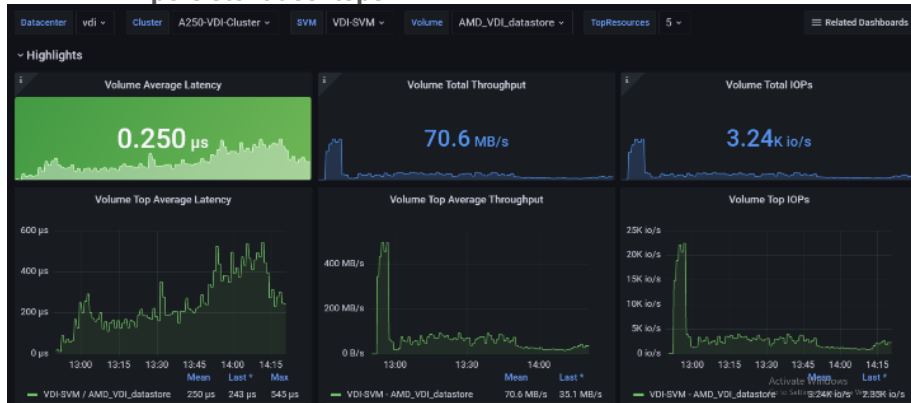 Datacenter vdi Cluster A250-VDI-Cluster SVM VDI-SVM Volume AMD_VDI_datastore TopResources 5 Related Dashboards
Highlights
Volume Average Latency
0.250 µs
Volume Total Throughput
70.6 MB/s
Volume Total IOPs
3.24K io/s
Volume Top Average Latency
600 µs
400 µs
200 µs
0 µs
13:00 13:15 13:30 13:45 14:00 14:15
Mean Last * Max
VDI-SVM / AMD_VDI_datastore 250 µs 243 µs 545 µs
Volume Top Average Throughput
400 MB/s
200 MB/s
0 B/s
13:00 13:30 14:00
Mean Last *
VDI-SVM - AMD_VDI_datastore 70.6 MB/s 35.1 MB/s
Volume Top IOPs
25K io/s
20K io/s
15K io/s
10K io/s
5K io/s
0 io/s
13:00 13:15 13:30 13:45 14:00 14:15
Mean Last *
Activate Windows
VDI-SVM - AMD_VDI_datastore 3.24K io/s 2.35K io/s